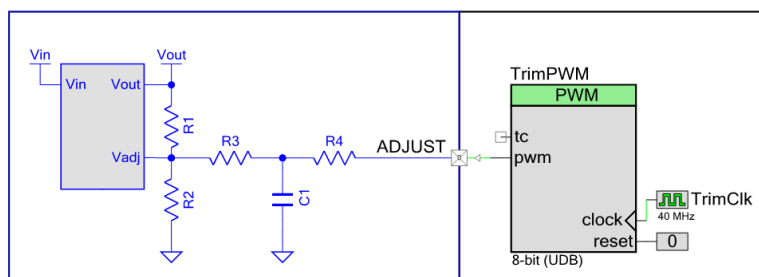 Vin
Vout
TrimPWM
Vin
Vout
PWM
R1
tc
R3
R4
ADJUST
Vadj
pwm
R2
C1
TrimClk
clock
40 MHz
reset
0
8-bit (UDB)